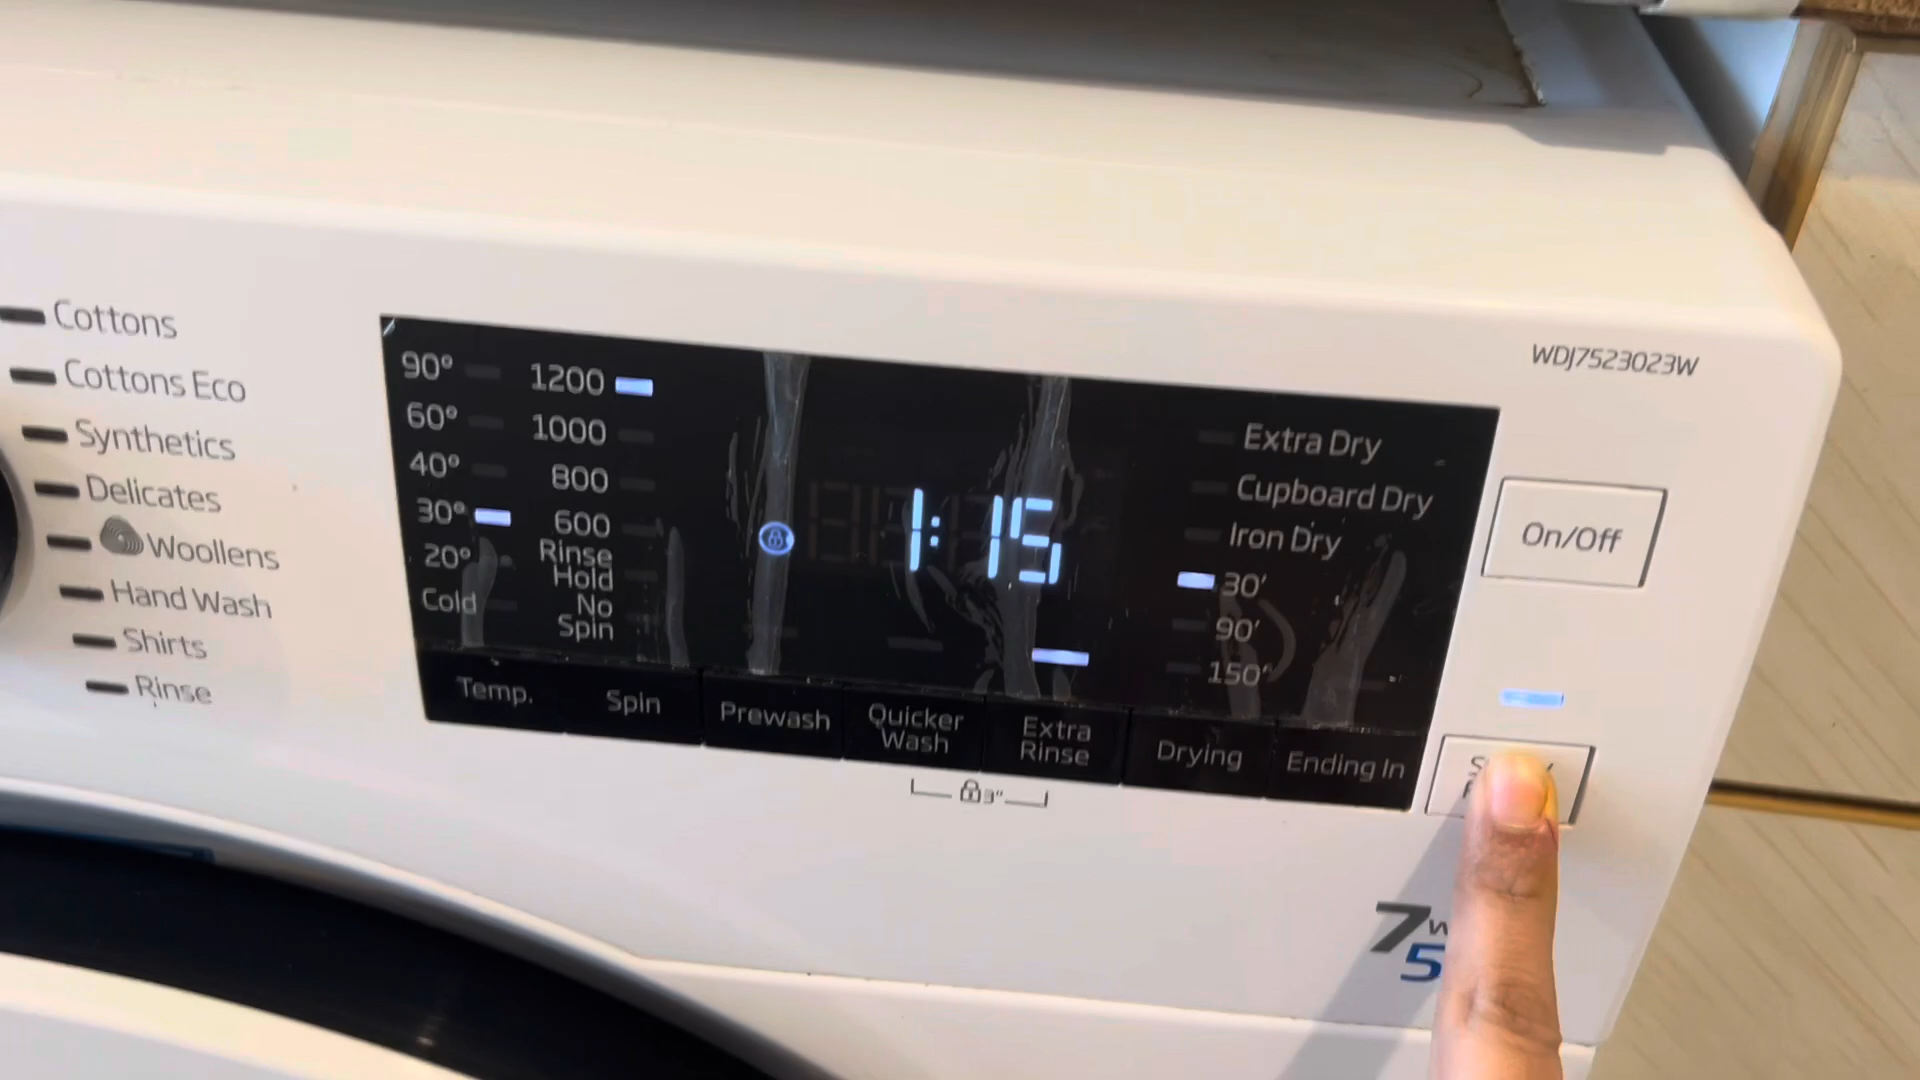 Cottons
Cottons Eco
Synthetics
Delicates
Woollens
Hand Wash
Shirts
Rinse
90°
60°
40°
30°
20°
Cold
1200
1000
800
600
Rinse
Hold
No
Spin
1:15
Extra Dry
Cupboard Dry
Iron Dry
30'
90'
150'
Temp.
Spin
Prewash
Quicker
Wash
Extra
Rinse
Drying
Ending In
3"
WDJ7523023W
On/Off
7
5